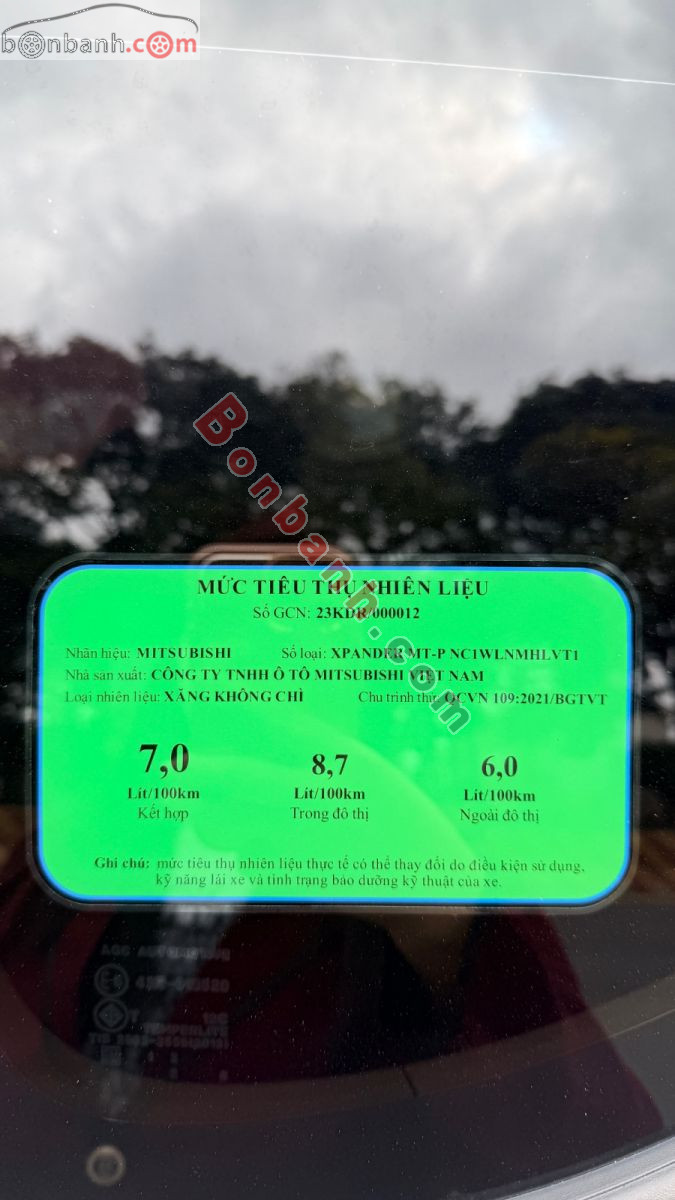 bonbanh.com
Bonbanh.com
MỨC TIÊU THỤ NHIÊN LIỆU
Số GCN: 23KDR/000012
Nhãn hiệu: MITSUBISHI Số loại: XPANDER MT-P NC1WLNMHLVT1
Nhà sản xuất: CÔNG TY TNHH Ô TÔ MITSUBISHI VIỆT NAM
Loại nhiên liệu: XĂNG KHÔNG CHÌ Chu trình thử: QCVN 109:2021/BGTVT
7,0 8,7 6,0
Lít/100km Lít/100km Lít/100km
Kết hợp Trong đô thị Ngoài đô thị
Ghi chú: mức tiêu thụ nhiên liệu thực tế có thể thay đổi do điều kiện sử dụng,
kỹ năng lái xe và tình trạng bảo dưỡng kỹ thuật của xe.
AGC AUTOMOTIVE